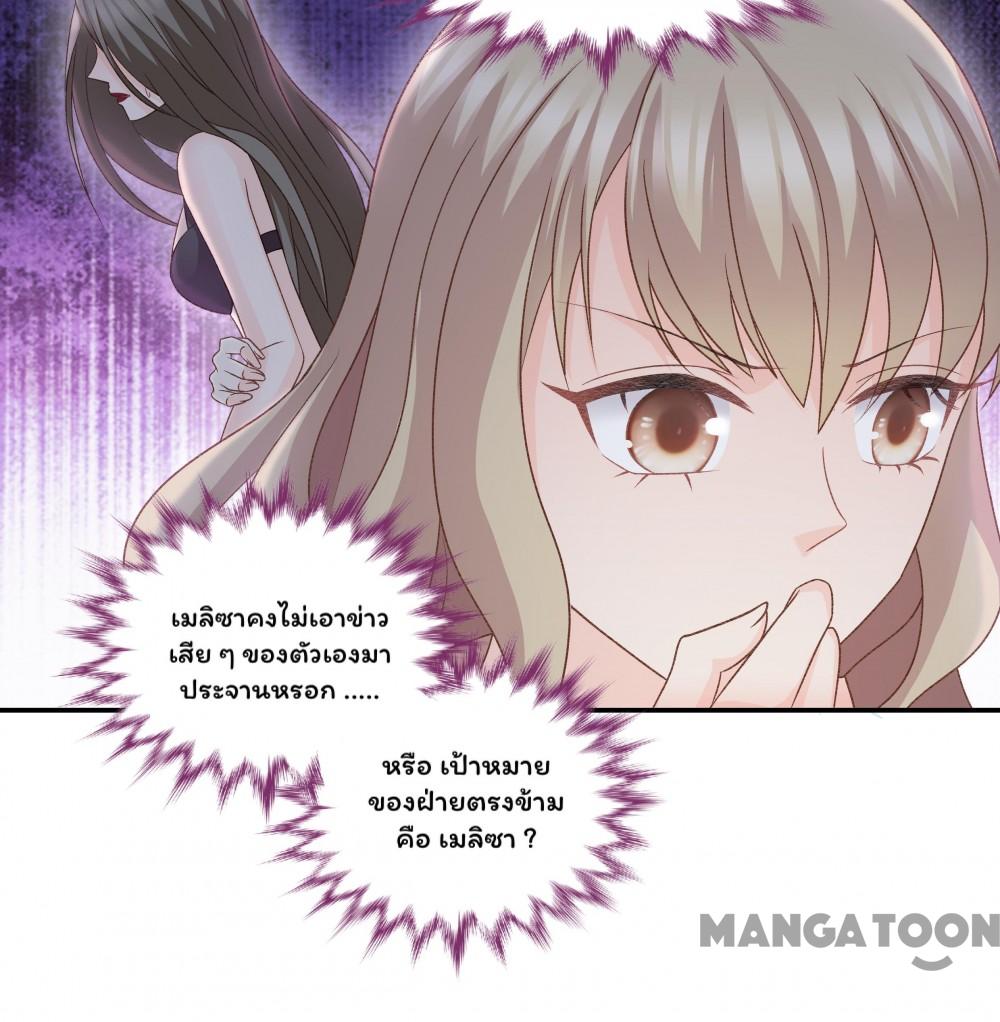 เมลิซาคงไม่เอาข่าว
เสีย ๆ ของตัวเองมา
ประจานหรอก .....
หรือ เป้าหมาย
ของฝ่ายตรงข้าม
คือ เมลิซา ?
MANGATOON